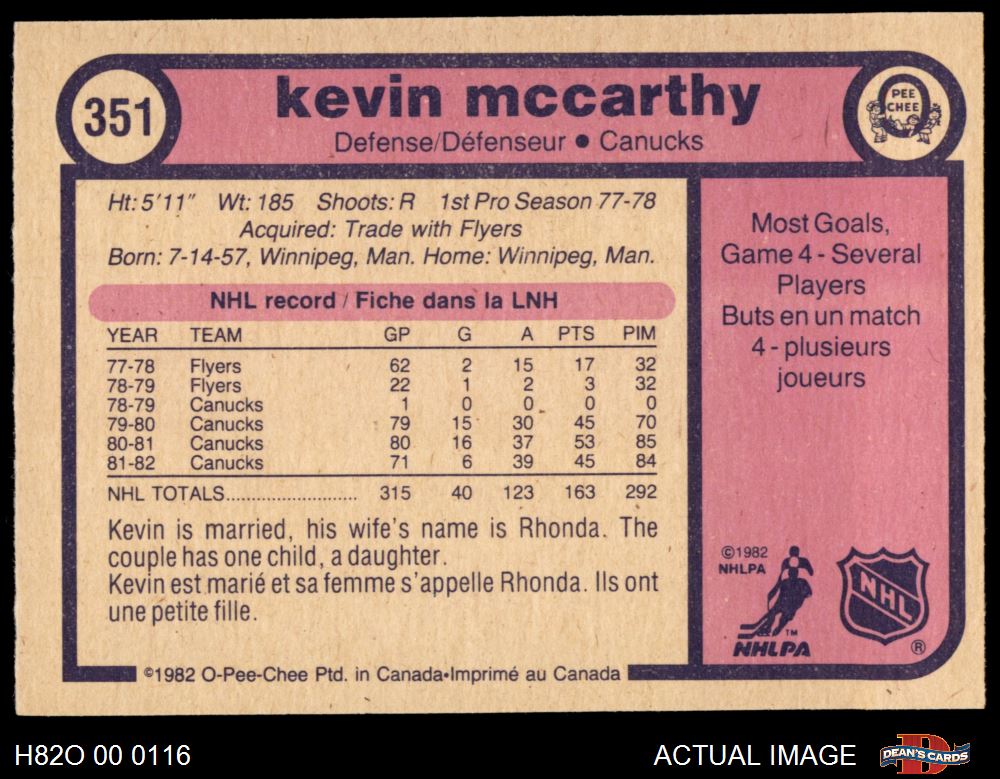 351
kevin mccarthy
Defense/Défenseur ● Canucks
PEE
CHEE
Ht: 5'11" Wt: 185 Shoots: R 1st Pro Season 77-78
Acquired: Trade with Flyers
Born: 7-14-57, Winnipeg, Man. Home: Winnipeg, Man.
NHL record / Fiche dans la LNH
YEAR TEAM GP G A PTS PIM
77-78 Flyers 62 2 15 17 32
78-79 Flyers 22 1 2 3 32
78-79 Canucks 1 0 0 0 0
79-80 Canucks 79 15 30 45 70
80-81 Canucks 80 16 37 53 85
81-82 Canucks 71 6 39 45 84
NHL TOTALS............................ 315 40 123 163 292
Kevin is married, his wife's name is Rhonda. The
couple has one child, a daughter.
Kevin est marié et sa femme s'appelle Rhonda. Ils ont
une petite fille.
Most Goals,
Game 4 - Several
Players
Buts en un match
4 - plusieurs
joueurs
©1982
NHLPA
TM
NHLPA
NHL
®
©1982 O-Pee-Chee Ptd. in Canada•Imprimé au Canada
H82O 00 0116
ACTUAL IMAGE
DEAN'S CARDS